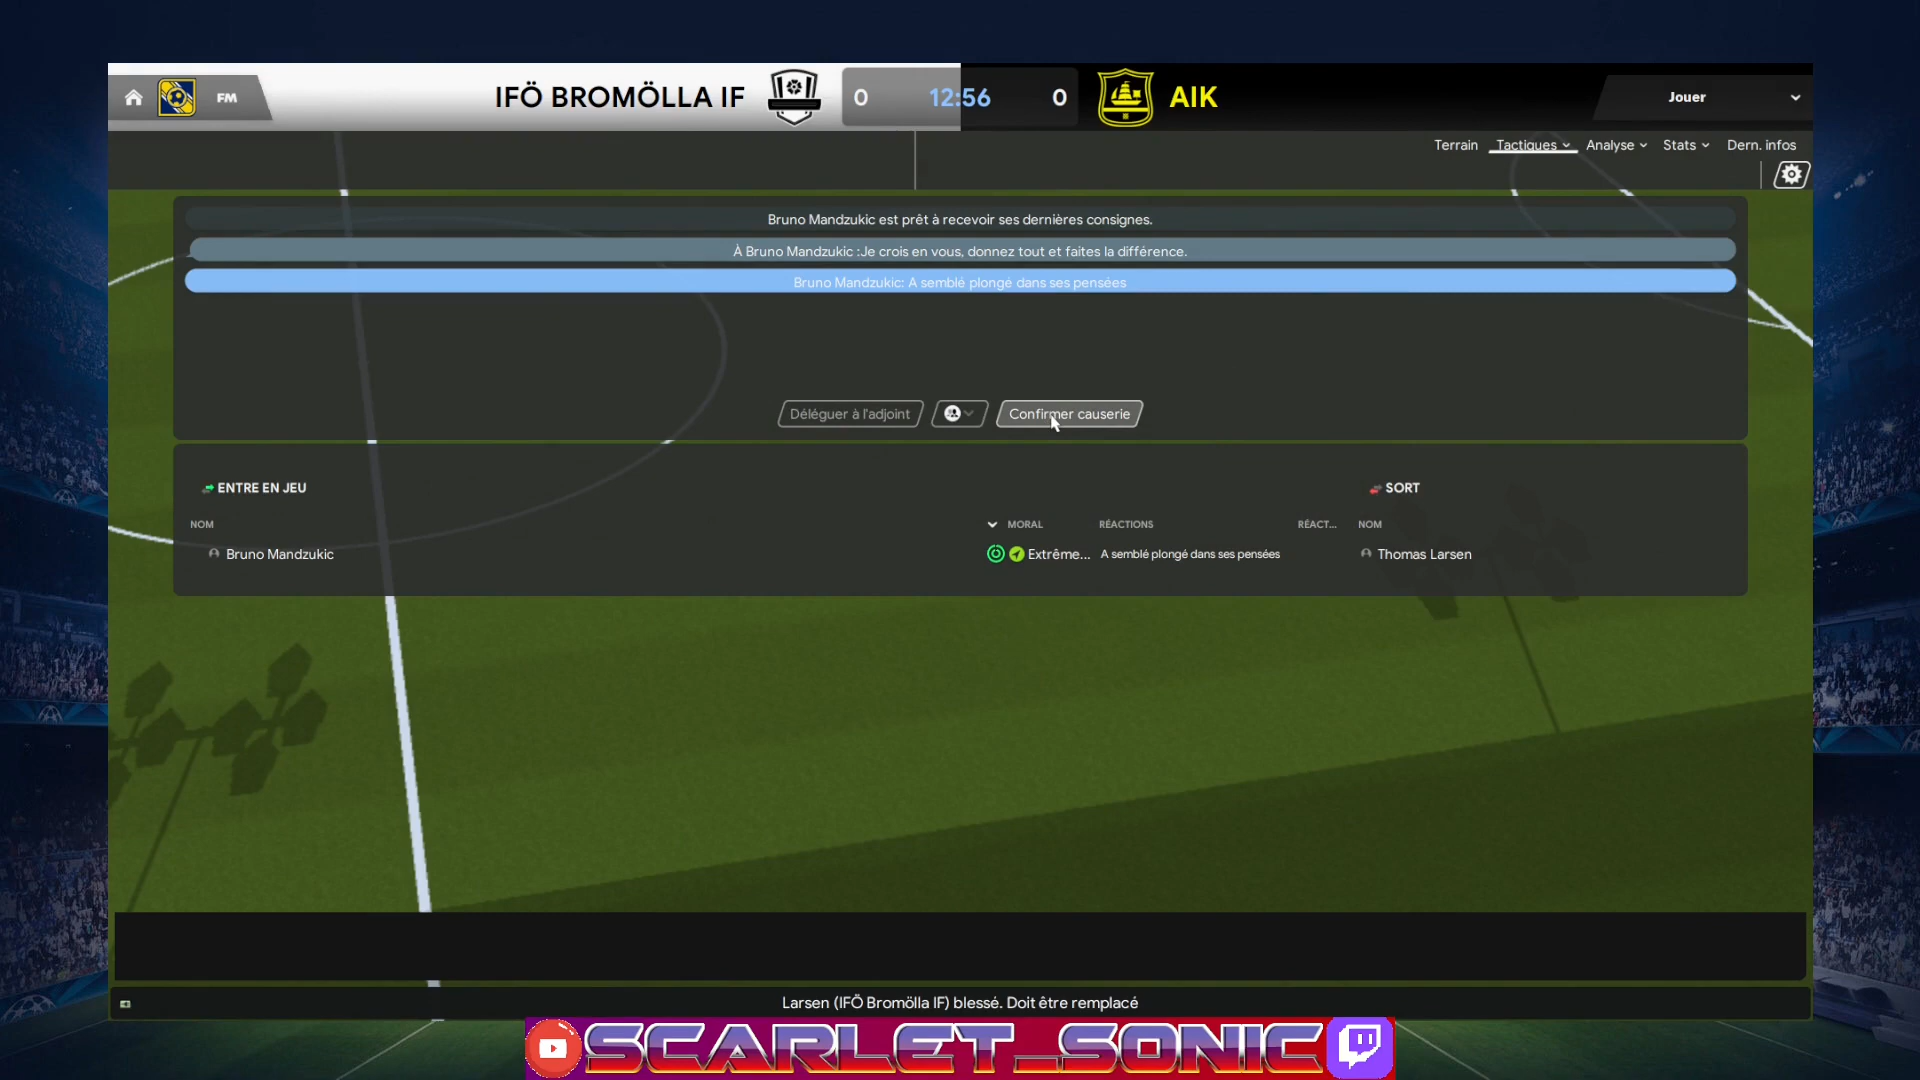 FM
IFÖ BROMÖLLA IF
0
12:56
0
AIK
Jouer
Terrain
Tactiques
Analyse
Stats
Dern. infos
Bruno Mandzukic est prêt à recevoir ses dernières consignes.
À Bruno Mandzukic :Je crois en vous, donnez tout et faites la différence.
Bruno Mandzukic: A semblé plongé dans ses pensées
Déléguer à l'adjoint
Confirmer causerie
ENTRE EN JEU
SORT
NOM
MORAL
RÉACTIONS
RÉACT...
NOM
Bruno Mandzukic
Extrême...
A semblé plongé dans ses pensées
Thomas Larsen
Larsen (IFÖ Bromölla IF) blessé. Doit être remplacé
SCARLET_SONIC